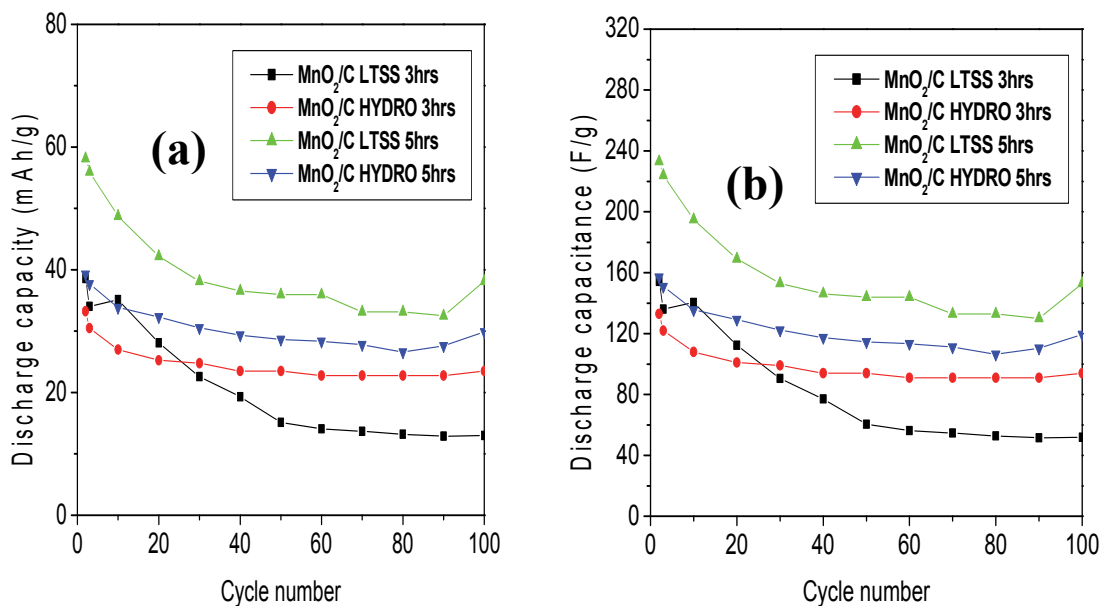 (a)
Discharge capacity (mAh/g)
80
60
40
20
0
MnO₂/C LTSS 3hrs
MnO₂/C HYDRO 3hrs
MnO₂/C LTSS 5hrs
MnO₂/C HYDRO 5hrs
0 20 40 60 80 100
Cycle number
(b)
Discharge capacitance (F/g)
320
280
240
200
160
120
80
40
0
MnO₂/C LTSS 3hrs
MnO₂/C HYDRO 3hrs
MnO₂/C LTSS 5hrs
MnO₂/C HYDRO 5hrs
0 20 40 60 80 100
Cycle number